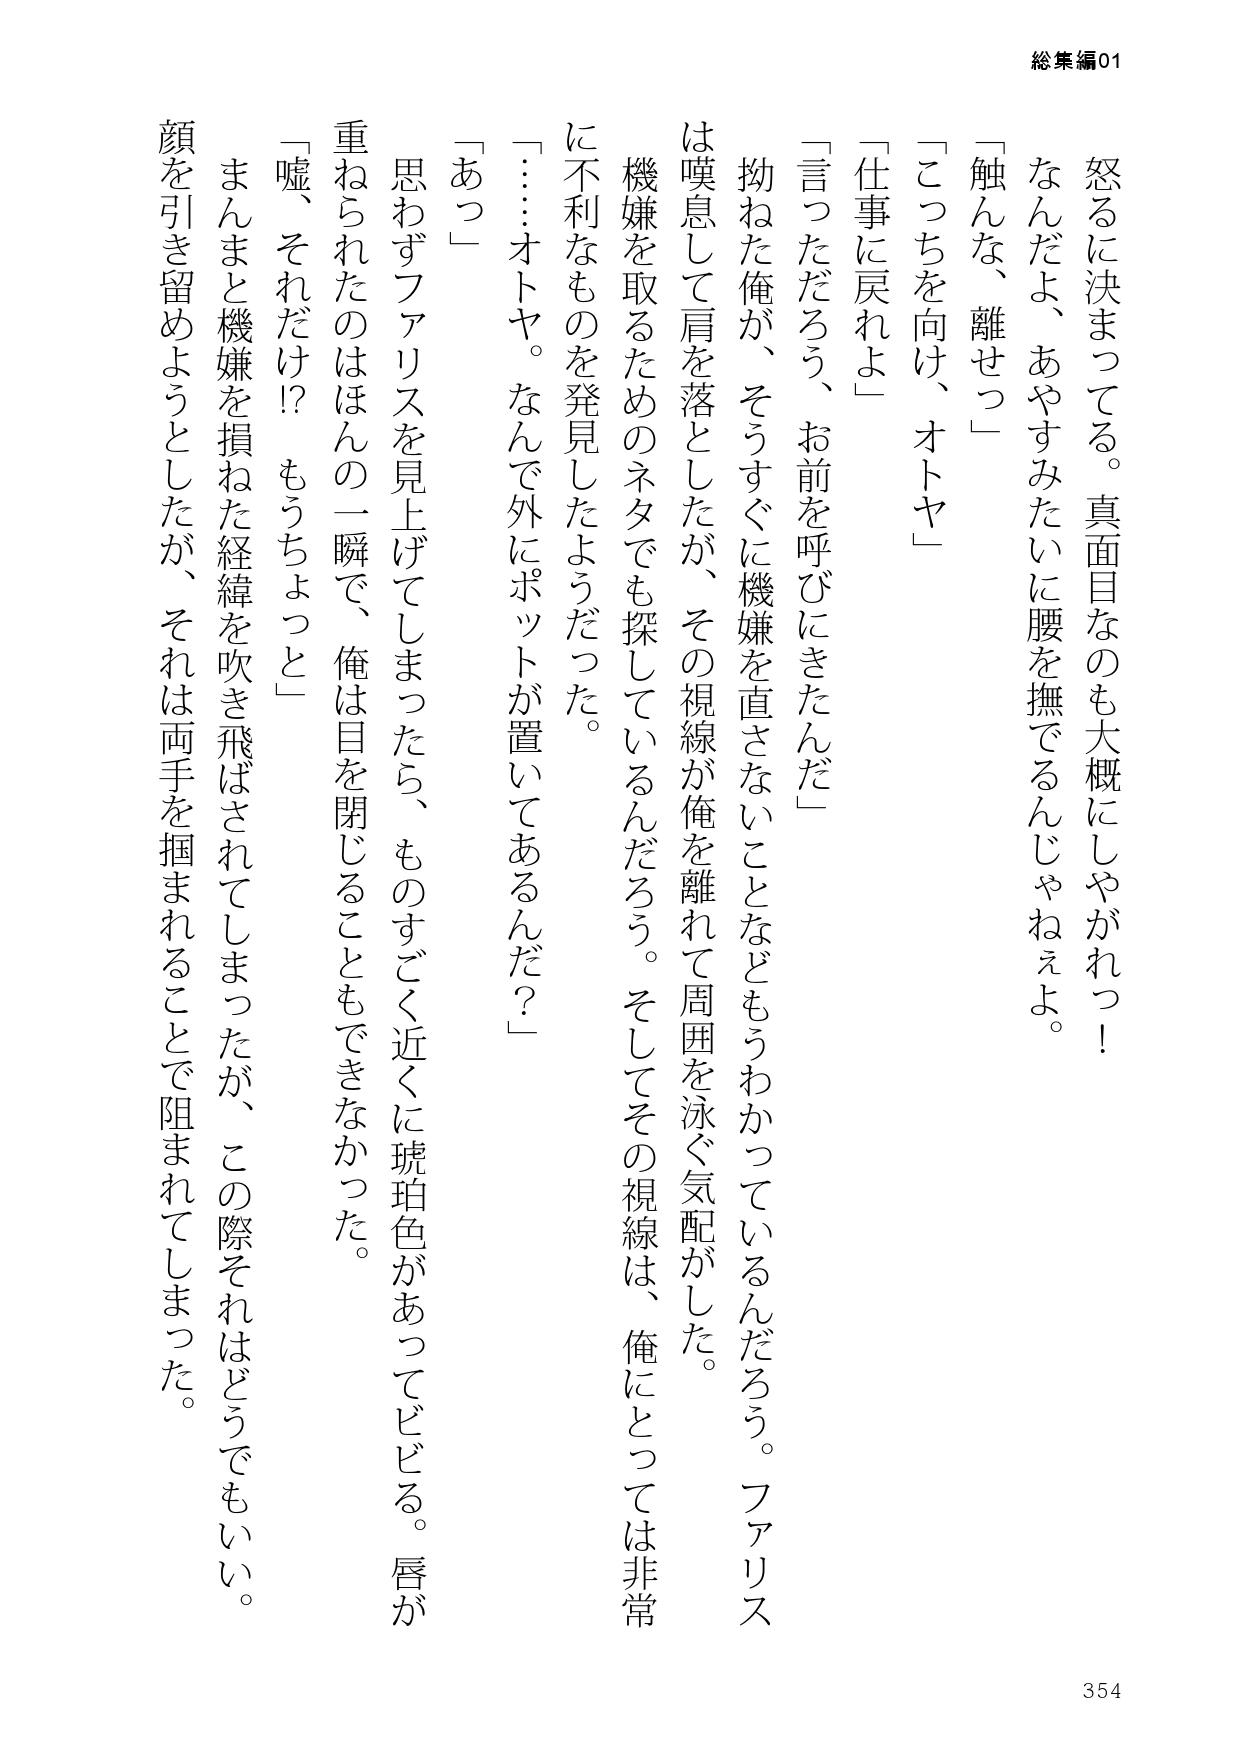 総集編01
　怒るに決まってる。真面目なのも大概にしやがれっ！
　なんだよ、あやすみたいに腰を撫でるんじゃねぇよ。
「触んな、離せっ」
「こっちを向け、オトヤ」
「仕事に戻れよ」
「言っただろう、お前を呼びにきたんだ」
　拗ねた俺が、そうすぐに機嫌を直さないことなどもうわかっているんだろう。ファリス
は嘆息して肩を落としたが、その視線が俺を離れて周囲を泳ぐ気配がした。
　機嫌を取るためのネタでも探しているんだろう。そしてその視線は、俺にとっては非常
に不利なものを発見したようだった。
「……オトヤ。なんで外にポットが置いてあるんだ？」
「あっ」
　思わずファリスを見上げてしまったら、ものすごく近くに琥珀色があってビビる。唇が
重ねられたのはほんの一瞬で、俺は目を閉じることもできなかった。
「嘘、それだけ!?　もうちょっと」
　まんまと機嫌を損ねた経緯を吹き飛ばされてしまったが、この際それはどうでもいい。
顔を引き留めようとしたが、それは両手を掴まれることで阻まれてしまった。
354